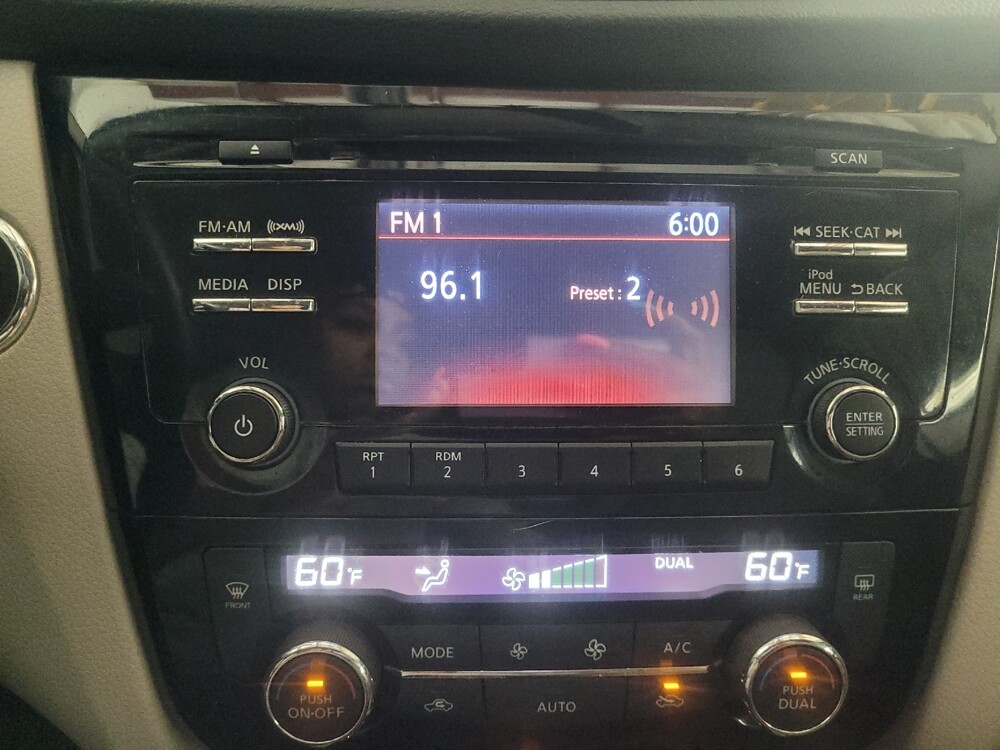 SCAN
FM·AM (((XM)))
FM 1 6:00
SEEK·CAT
MEDIA DISP
96.1 Preset : 2
iPod
MENU BACK
VOL
TUNE·SCROLL
ENTER
SETTING
RPT RDM
1 2 3 4 5 6
60°F DUAL 60°F
FRONT REAR
MODE A/C
PUSH
ON·OFF
AUTO
PUSH
DUAL